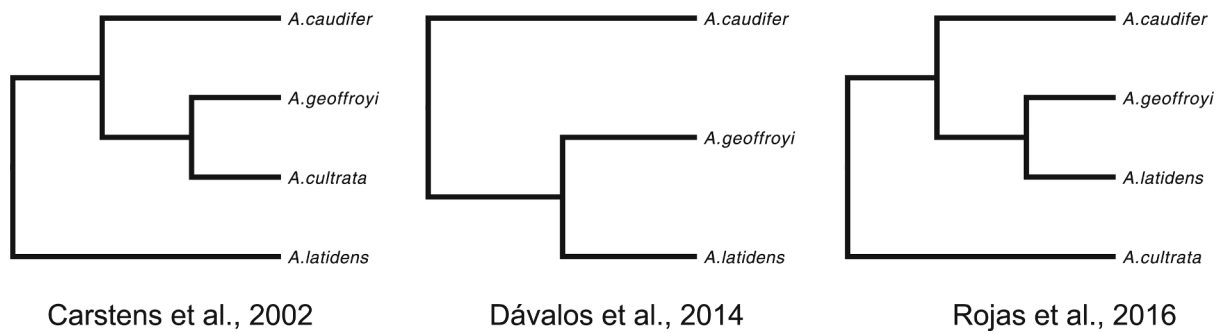 A.caudifer
A.geoffroyi
A.cultrata
A.latidens
Carstens et al., 2002
A.caudifer
A.geoffroyi
A.latidens
Dávalos et al., 2014
A.caudifer
A.geoffroyi
A.latidens
A.cultrata
Rojas et al., 2016